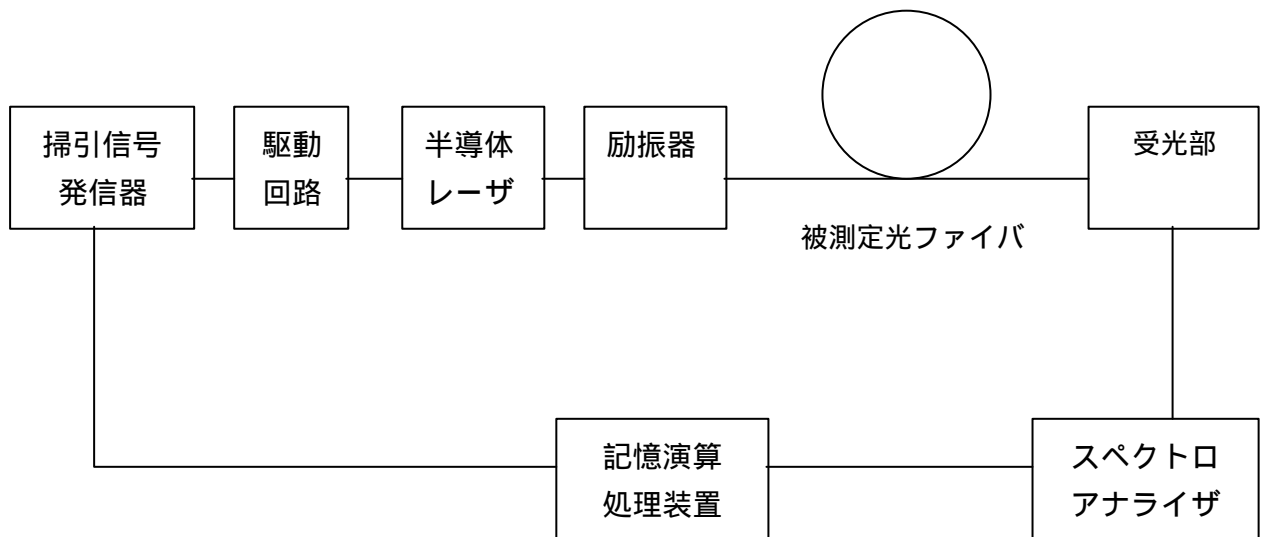 掃引信号
発信器
駆動
回路
半導体
レーザ
励振器
被測定光ファイバ
受光部
記憶演算
処理装置
スペクトロ
アナライザ